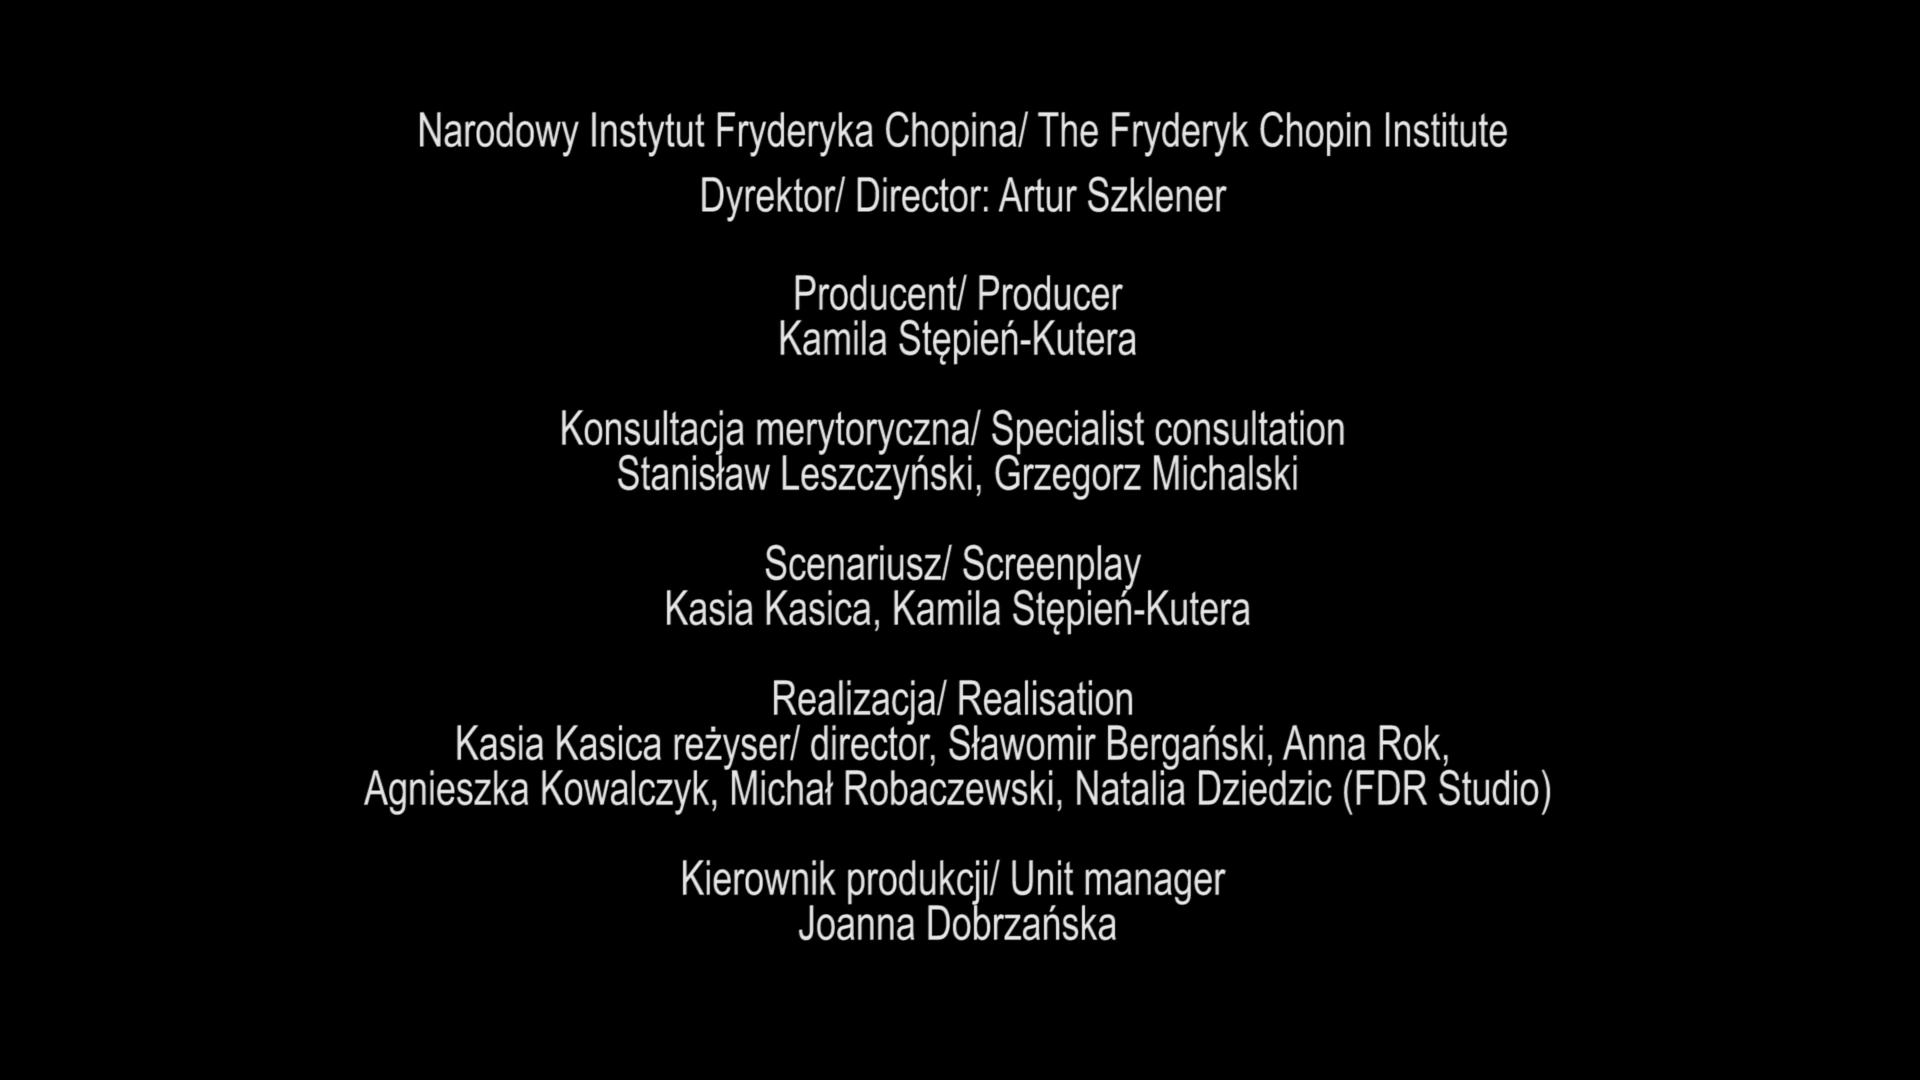 Narodowy Instytut Fryderyka Chopina/ The Fryderyk Chopin Institute
Dyrektor/ Director: Artur Szklener
Producent/ Producer
Kamila Stępień-Kutera
Konsultacja merytoryczna/ Specialist consultation
Stanisław Leszczyński, Grzegorz Michalski
Scenariusz/ Screenplay
Kasia Kasica, Kamila Stępień-Kutera
Realizacja/ Realisation
Kasia Kasica reżyser/ director, Sławomir Bergański, Anna Rok,
Agnieszka Kowalczyk, Michał Robaczewski, Natalia Dziedzic (FDR Studio)
Kierownik produkcji/ Unit manager
Joanna Dobrzańska